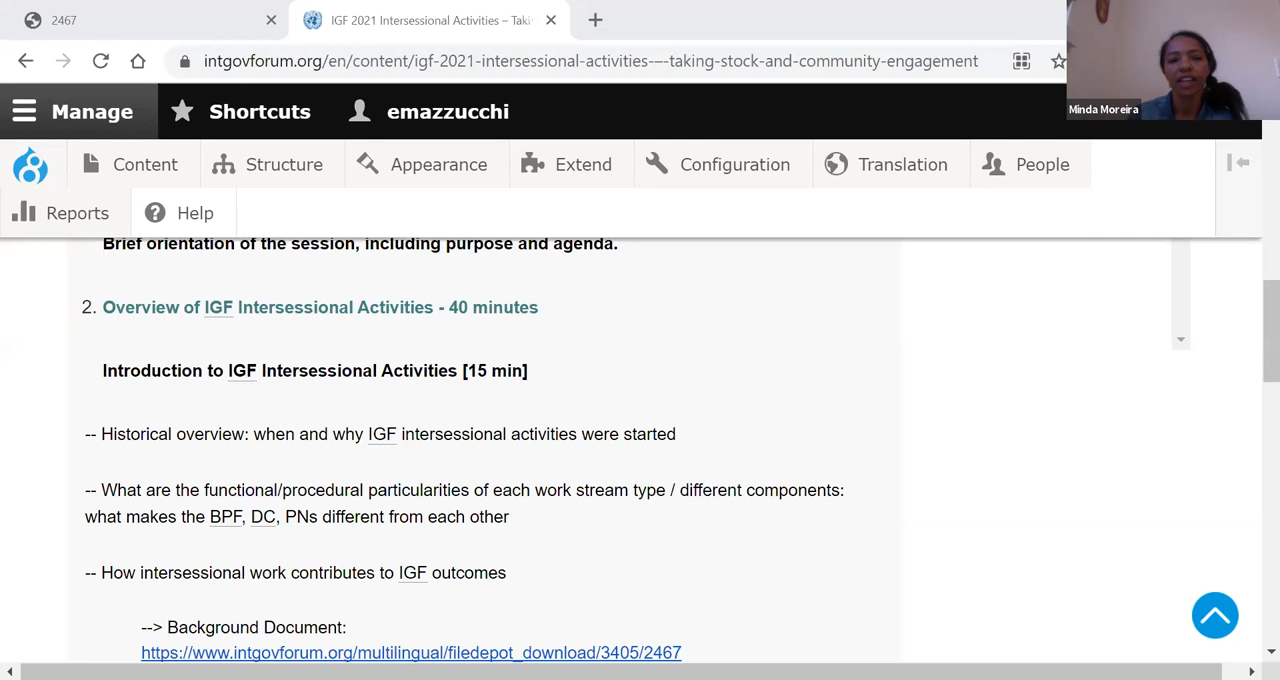 2467
IGF 2021 Intersessional Activities – Taki
intgovforum.org/en/content/igf-2021-intersessional-activities-–-taking-stock-and-community-engagement
Minda Moreira
Manage Shortcuts emazzucchi
Content Structure Appearance Extend Configuration Translation People
Reports Help
Brief orientation of the session, including purpose and agenda.
2. Overview of IGF Intersessional Activities - 40 minutes
Introduction to IGF Intersessional Activities [15 min]
-- Historical overview: when and why IGF intersessional activities were started
-- What are the functional/procedural particularities of each work stream type / different components:
what makes the BPF, DC, PNs different from each other
-- How intersessional work contributes to IGF outcomes
--> Background Document:
https://www.intgovforum.org/multilingual/filedepot_download/3405/2467